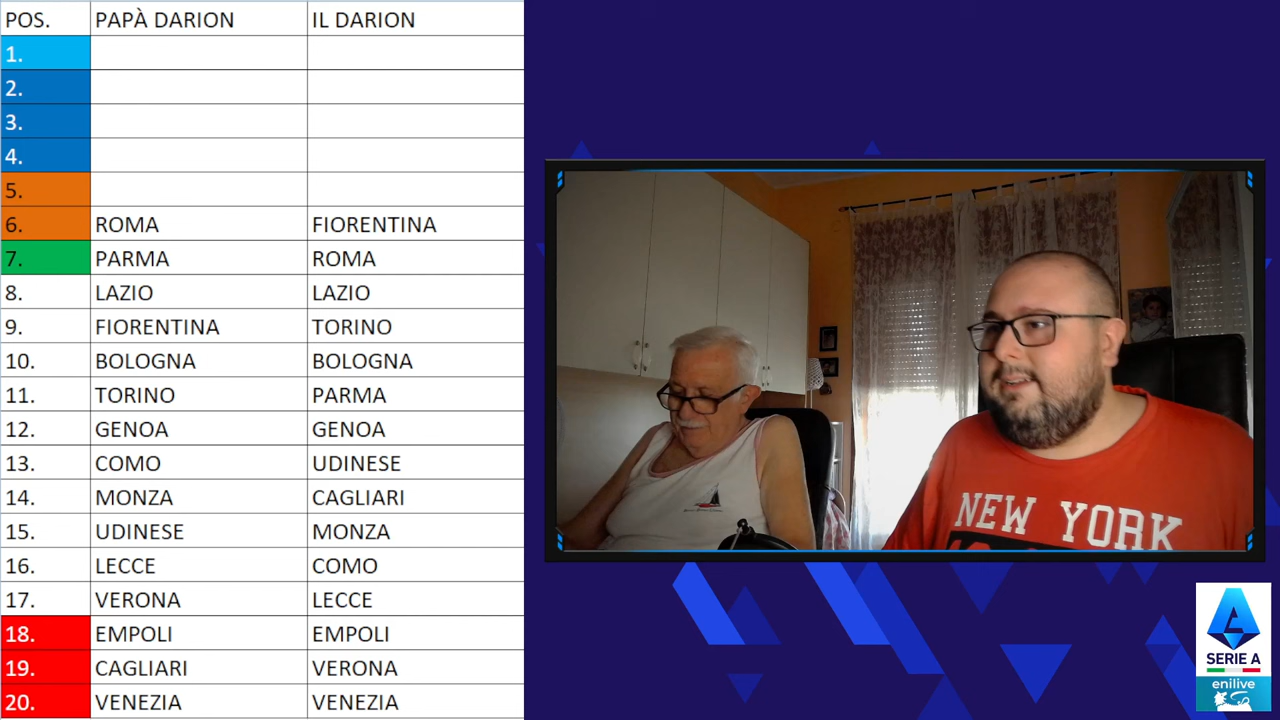 POS. PAPÀ DARION IL DARION
1.
2.
3.
4.
5.
6. ROMA FIORENTINA
7. PARMA ROMA
8. LAZIO LAZIO
9. FIORENTINA TORINO
10. BOLOGNA BOLOGNA
11. TORINO PARMA
12. GENOA GENOA
13. COMO UDINESE
14. MONZA CAGLIARI
15. UDINESE MONZA
16. LECCE COMO
17. VERONA LECCE
18. EMPOLI EMPOLI
19. CAGLIARI VERONA
20. VENEZIA VENEZIA
NEW YORK
SERIE A
enilive